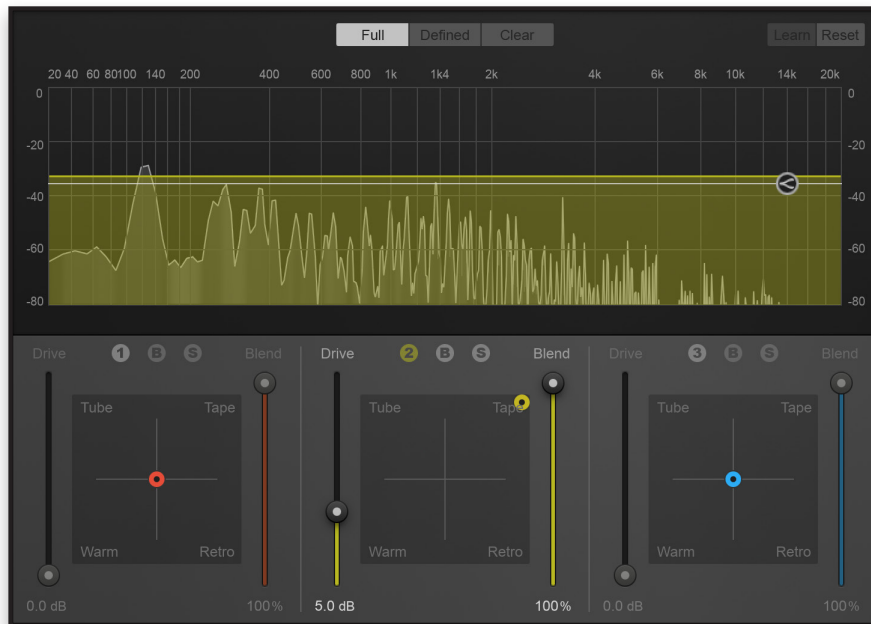 Full Defined Clear Learn Reset
20 40 60 80 100 140 200 400 600 800 1k 1k4 2k 4k 6k 8k 10k 14k 20k
0 0
-20 -20
-40 -40
-60 -60
-80 -80
Drive 1 B S Blend Drive 2 B S Blend Drive 3 B S Blend
Tube Tape Tube Tape Tube Tape
Warm Retro Warm Retro Warm Retro
0.0 dB 100% 5.0 dB 100% 0.0 dB 100%